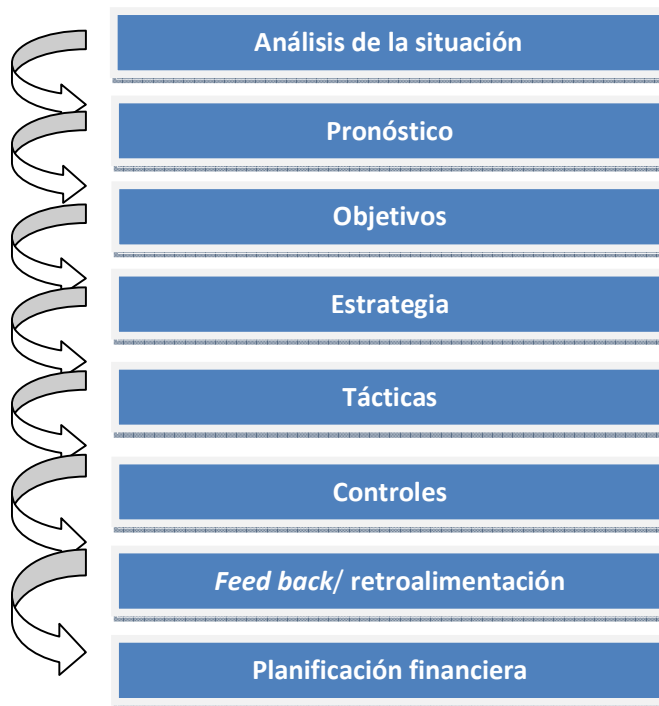 Análisis de la situación
Pronóstico
Objetivos
Estrategia
Tácticas
Controles
Feed back/ retroalimentación
Planificación financiera